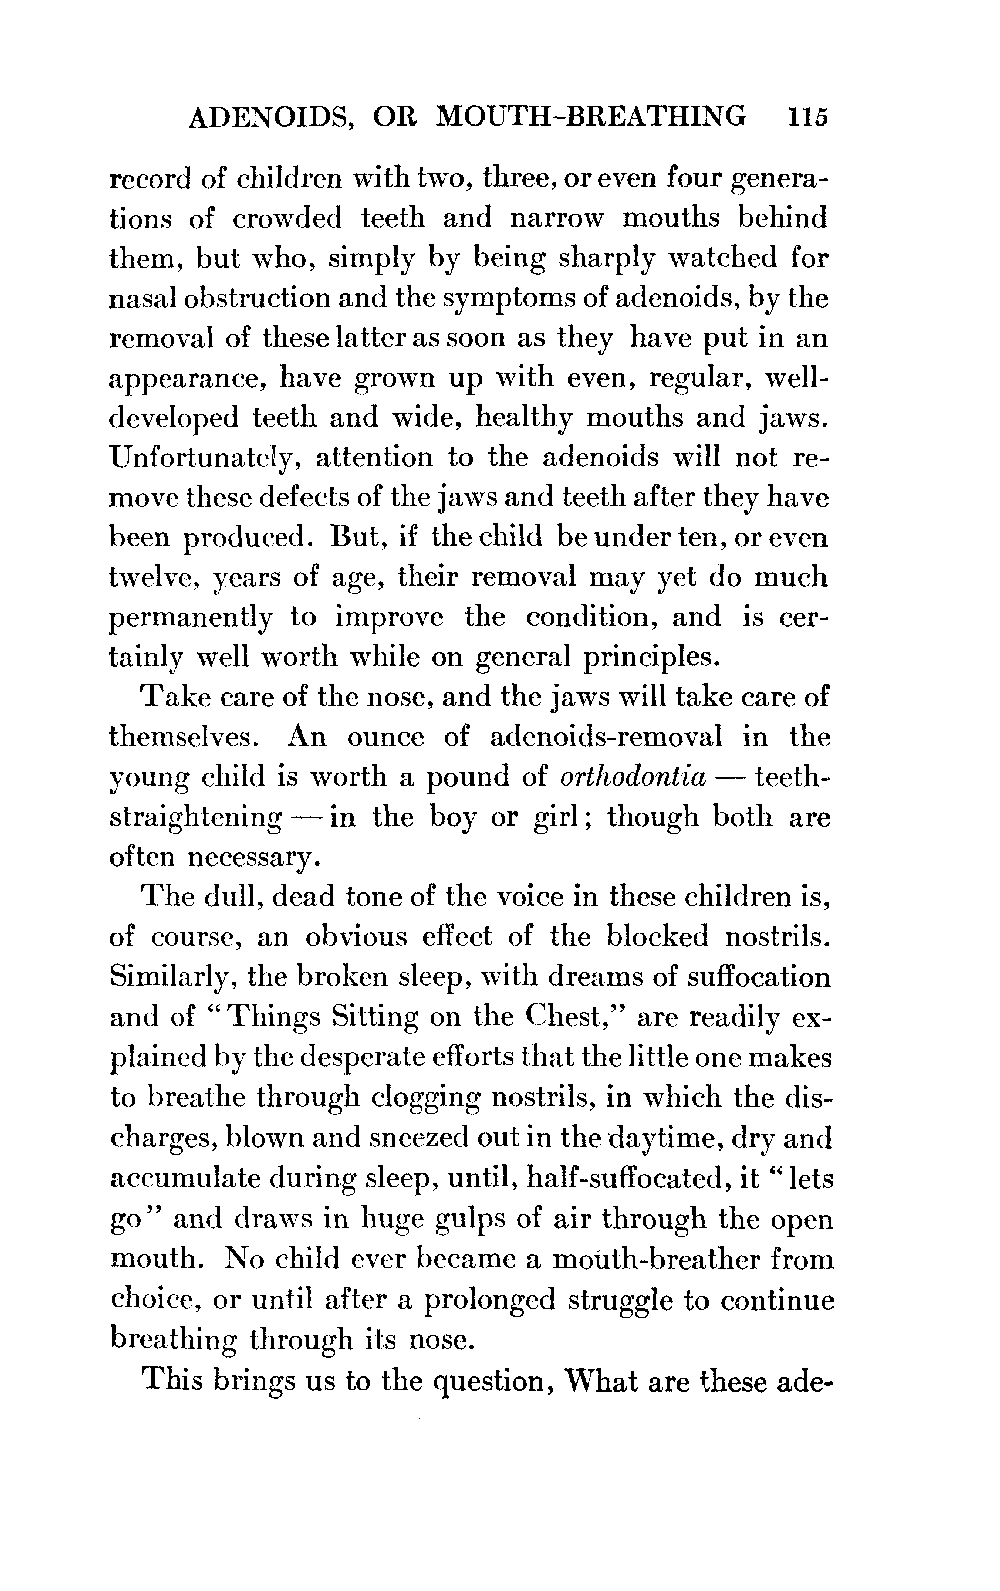 ADENOIDS, OR MOUTH-BREATHING 115
record of children with two, three, or even four genera-
tions of crowded teeth and narrow mouths behind
them, but who, simply by being sharply watched for
nasal obstruction and the symptoms of adenoids, by the
removal of these latter as soon as they have put in an
appearance, have grown up with even, regular, well-
developed teeth and wide, healthy mouths and jaws.
Unfortunately, attention to the adenoids will not re-
move these defects of the jaws and teeth after they have
been produced. But, if the child be under ten, or even
twelve, years of age, their removal may yet do much
permanently to improve the condition, and is cer-
tainly well worth while on general principles.
Take care of the nose, and the jaws will take care of
themselves. An ounce of adenoids-removal in the
young child is worth a pound of orthodontia — teeth-
straightening — in the boy or girl; though both are
often necessary.
The dull, dead tone of the voice in these children is,
of course, an obvious effect of the blocked nostrils.
Similarly, the broken sleep, with dreams of suffocation
and of "Things Sitting on the Chest," are readily ex-
plained by the desperate efforts that the little one makes
to breathe through clogging nostrils, in which the dis-
charges, blown and sneezed out in the daytime, dry and
accumulate during sleep, until, half-suffocated, it "lets
go" and draws in huge gulps of air through the open
mouth. No child ever became a mouth-breather from
choice, or until after a prolonged struggle to continue
breathing through its nose.
This brings us to the question, What are these ade-